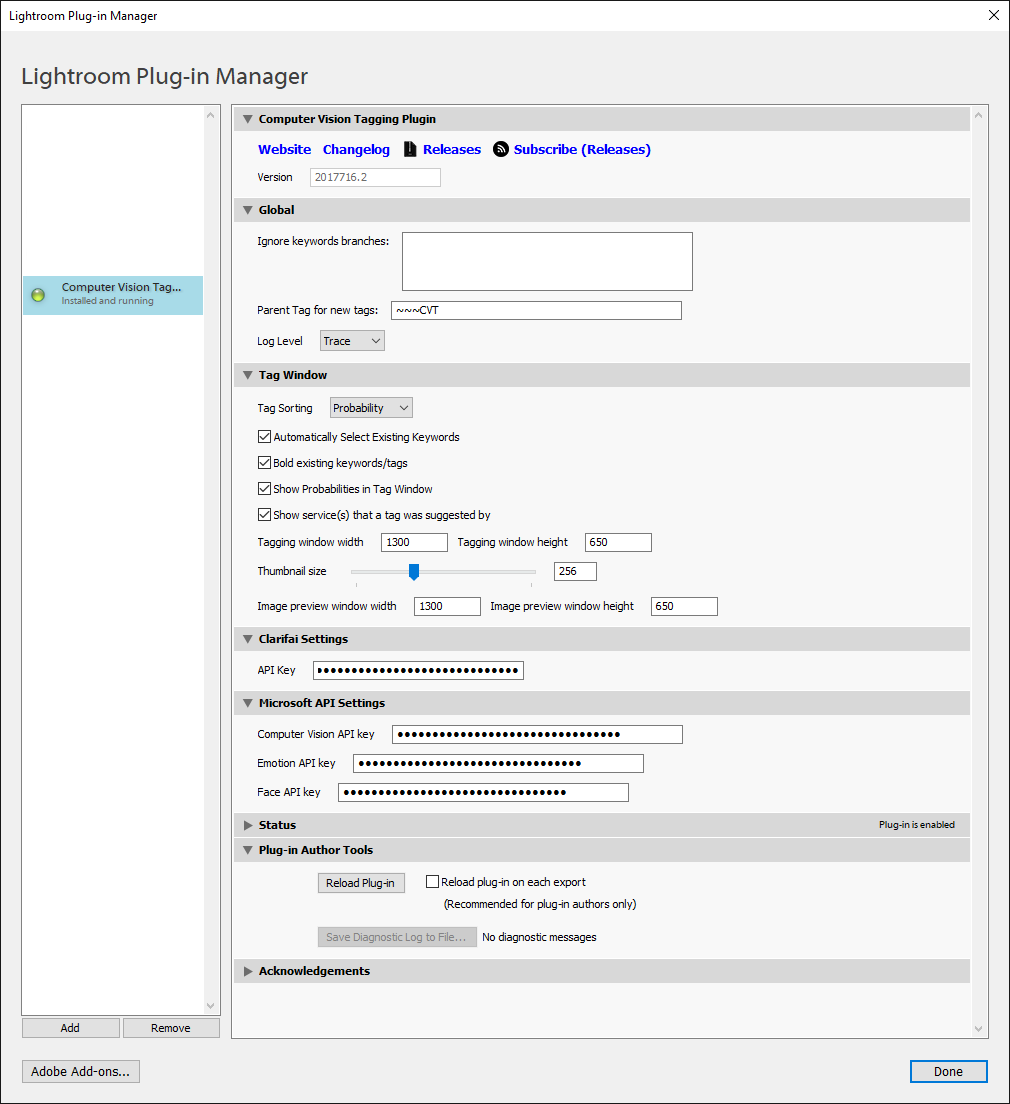 Lightroom Plug-in Manager
Lightroom Plug-in Manager
Computer Vision Tag...
Installed and running
Add Remove
Adobe Add-ons...
Computer Vision Tagging Plugin
Website Changelog Releases Subscribe (Releases)
Version 2017716.2
Global
Ignore keywords branches:
Parent Tag for new tags: ~~~CVT
Log Level Trace
Tag Window
Tag Sorting Probability
Automatically Select Existing Keywords
Bold existing keywords/tags
Show Probabilities in Tag Window
Show service(s) that a tag was suggested by
Tagging window width 1300 Tagging window height 650
Thumbnail size 256
Image preview window width 1300 Image preview window height 650
Clarifai Settings
API Key
Microsoft API Settings
Computer Vision API key
Emotion API key
Face API key
Status Plug-in is enabled
Plug-in Author Tools
Reload Plug-in Reload plug-in on each export
(Recommended for plug-in authors only)
Save Diagnostic Log to File... No diagnostic messages
Acknowledgements
Done